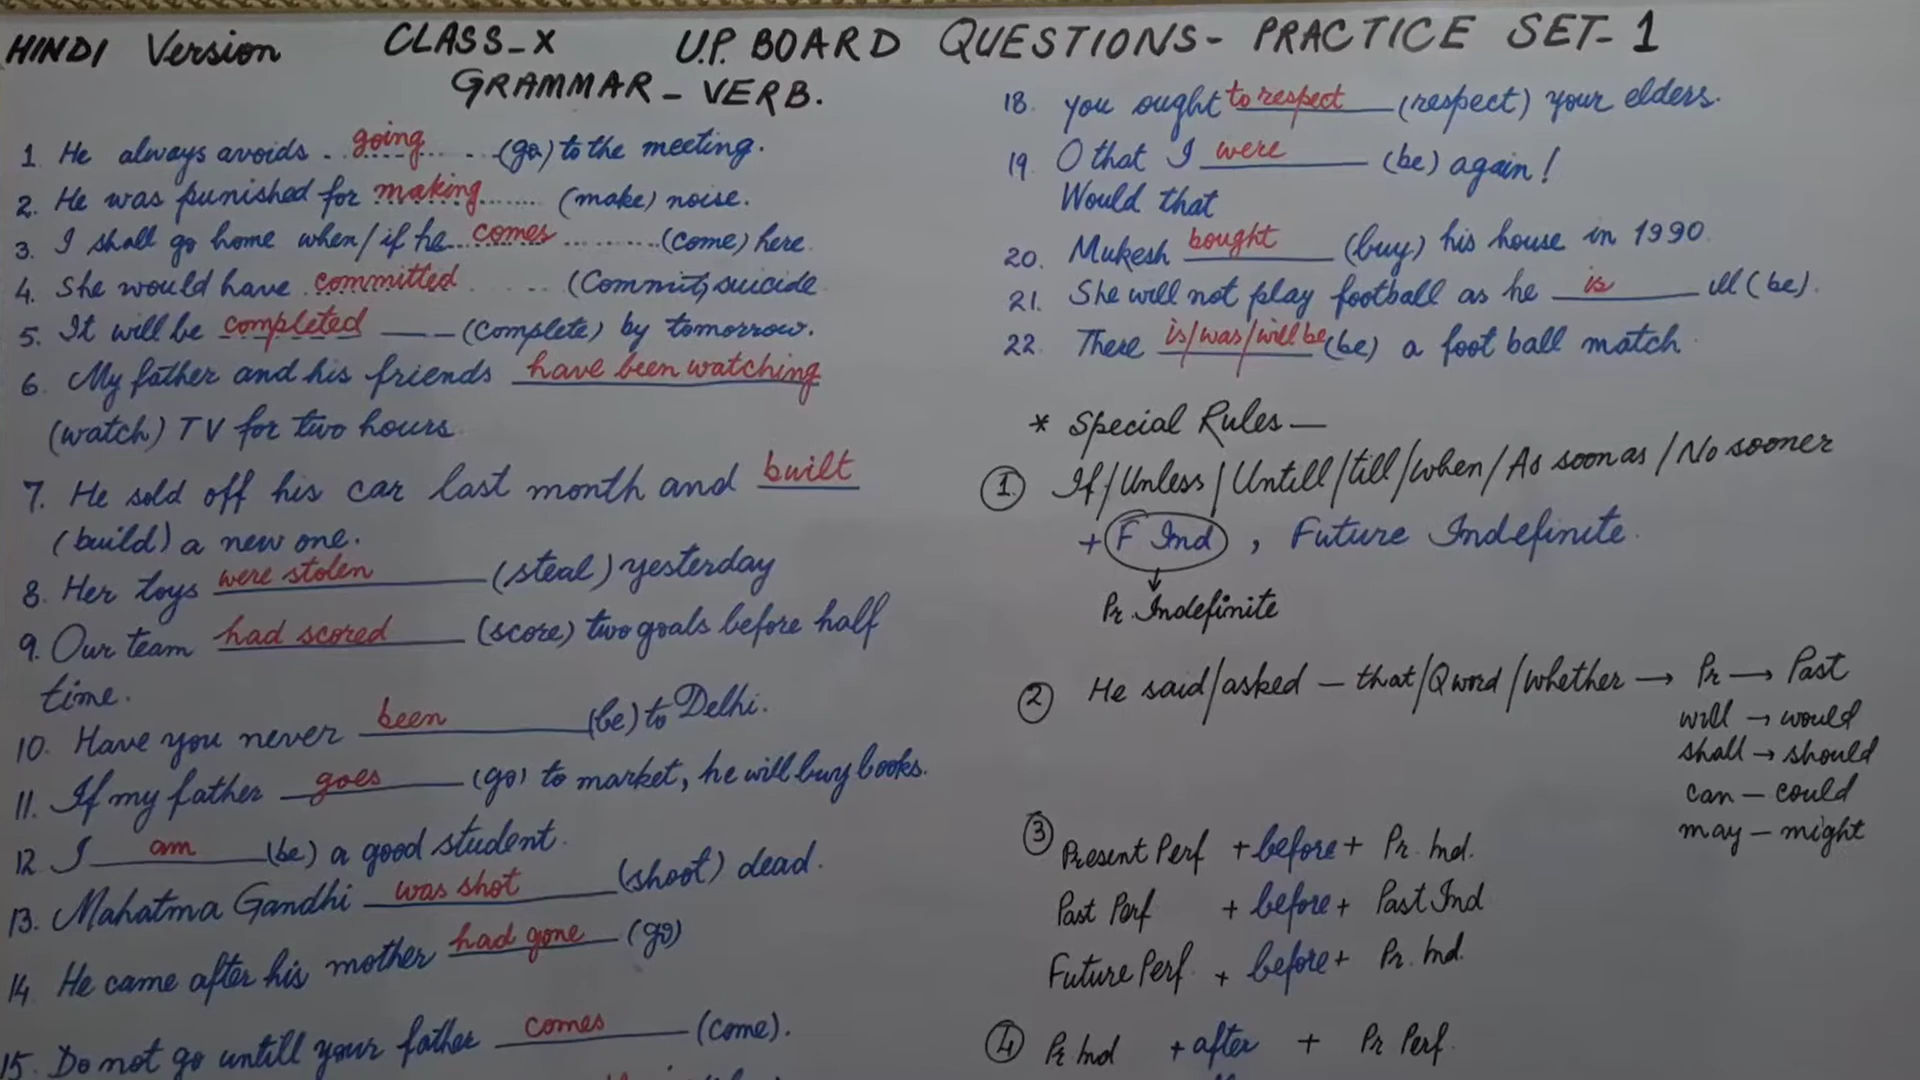 HINDI Version CLASS-X U.P. BOARD QUESTIONS- PRACTICE SET-1
GRAMMAR - VERB.
1. He always avoids going (go) to the meeting.
2. He was punished for making (make) noise.
3. I shall go home when/if he comes (come) here
4. She would have committed (Commit) suicide
5. It will be completed (Complete) by tomorrow.
6. My father and his friends have been watching
(watch) TV for two hours
7. He sold off his car last month and built
(build) a new one.
8. Her toys were stolen (steal) yesterday
9. Our team had scored (score) two goals before half
time.
10. Have you never been (be) to Delhi.
11. If my father goes (go) to market, he will buy books.
12 I am (be) a good student.
13. Mahatma Gandhi was shot (shoot) dead.
14 He came after his mother had gone (go)
15. Do not go untill your father comes (come).
18. You ought to respect (respect) your elders.
19. O that I were (be) again!
Would that
20. Mukesh bought (buy) his house in 1990.
21. She will not play football as he is ill (be).
22. There is/was/will be (be) a foot ball match
* Special Rules—
1. If/Unless/Untill/till/when/As soon as/No sooner
+ F Ind, Future Indefinite.
↓
Pr. Indefinite
2 He said/asked — that/Qword/whether → Pr → Past
will → would
shall → should
can — could
may — might
3 Present Perf + before + Pr. Ind.
Past Perf + before + Past Ind
Future Perf + before + Pr. Ind.
4 Pr Ind + after + Pr Perf.